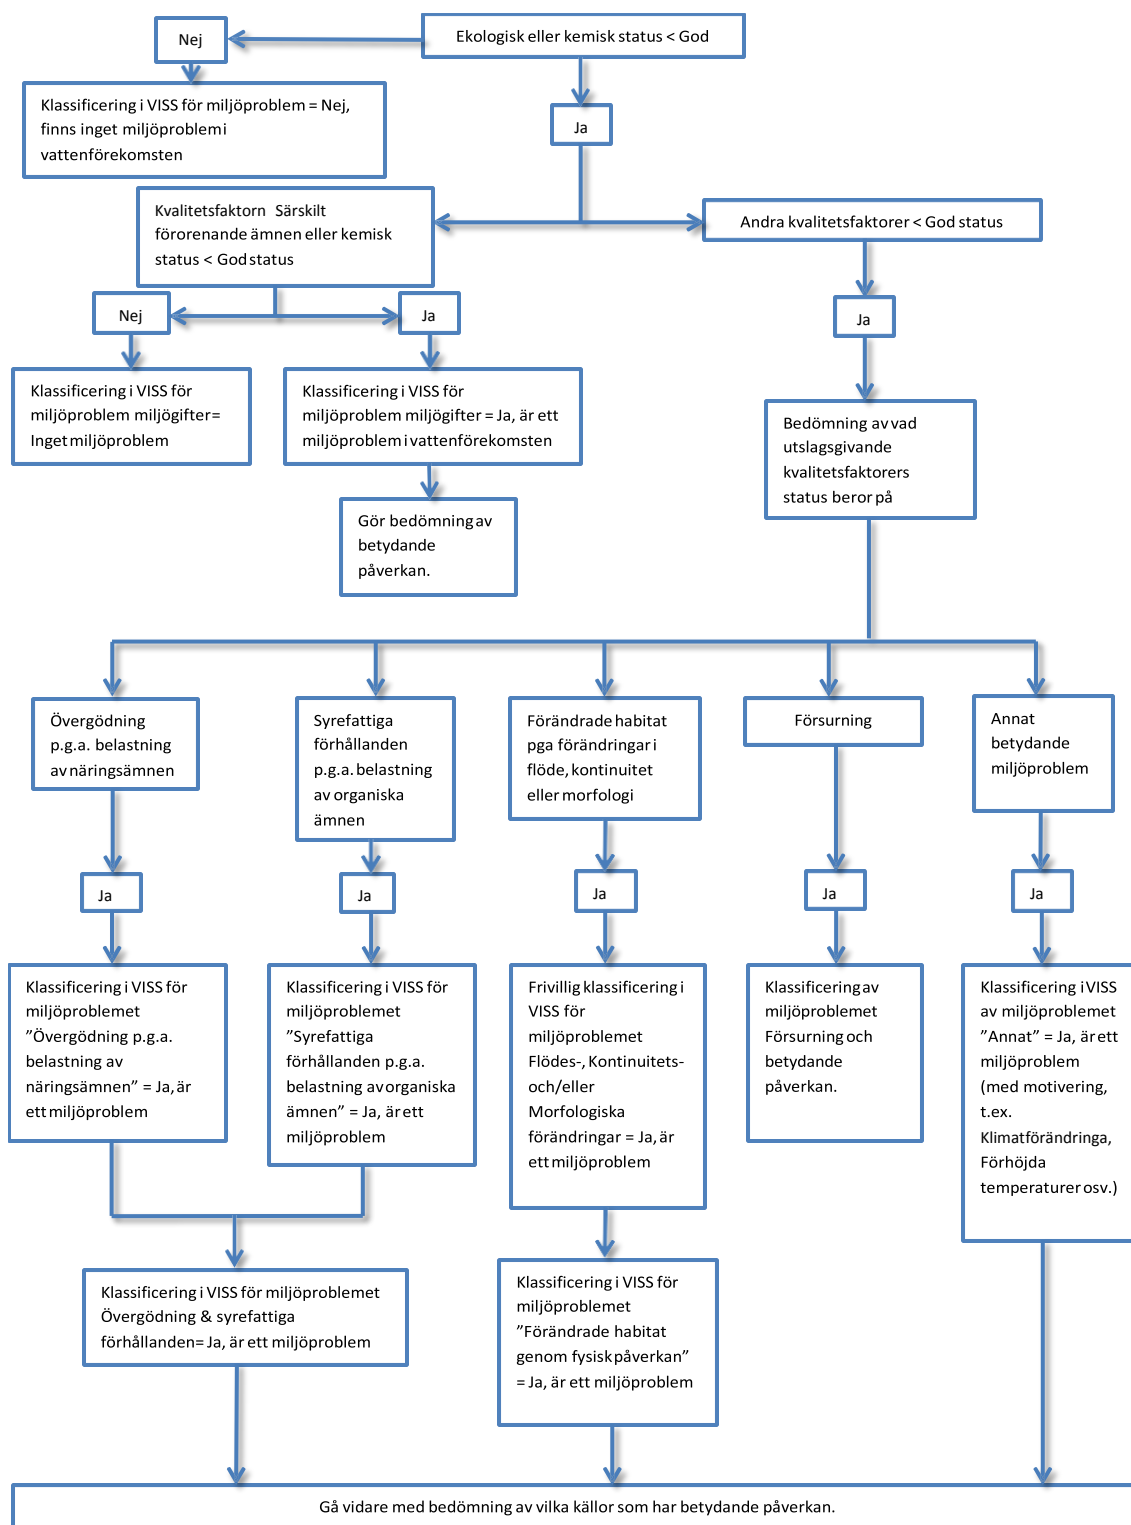 Ekologisk eller kemisk status < God
Nej
Klassificering i VISS för miljöproblem = Nej,
finns inget miljöproblem i
vattenförekomsten
Ja
Kvalitetsfaktorn Särskilt
förorenande ämnen eller kemisk
status < God status
Andra kvalitetsfaktorer < God status
Nej
Ja
Ja
Klassificering i VISS för
miljöproblem miljögifter =
Inget miljöproblem
Klassificering i VISS för
miljöproblem miljögifter = Ja, är ett
miljöproblem i vattenförekomsten
Bedömning av vad
utslagsgivande
kvalitetsfaktorers
status beror på
Gör bedömning av
betydande
påverkan.
Övergödning
p.g.a. belastning
av näringsämnen
Syrefattiga
förhållanden
p.g.a. belastning
av organiska
ämnen
Förändrade habitat
pga förändringar i
flöde, kontinuitet
eller morfologi
Försurning
Annat
betydande
miljöproblem
Ja
Ja
Ja
Ja
Ja
Klassificering i VISS för
miljöproblemet
”Övergödning p.g.a.
belastning av
näringsämnen” = Ja, är
ett miljöproblem
Klassificering i VISS för
miljöproblemet
”Syrefattiga
förhållanden p.g.a.
belastning av organiska
ämnen” = Ja, är ett
miljöproblem
Frivillig klassificering i
VISS för
miljöproblemet
Flödes-, Kontinuitets-
och/eller
Morfologiska
förändringar = Ja, är
ett miljöproblem
Klassificering av
miljöproblemet
Försurning och
betydande
påverkan.
Klassificering i VISS
av miljöproblemet
”Annat” = Ja, är ett
miljöproblem
(med motivering,
t.ex.
Klimatförändringa,
Förhöjda
temperaturer osv.)
Klassificering i VISS för miljöproblemet
Övergödning & syrefattiga
förhållanden= Ja, är ett miljöproblem
Klassificering i VISS för
miljöproblemet
”Förändrade habitat
genom fysisk påverkan”
= Ja, är ett miljöproblem
Gå vidare med bedömning av vilka källor som har betydande påverkan.